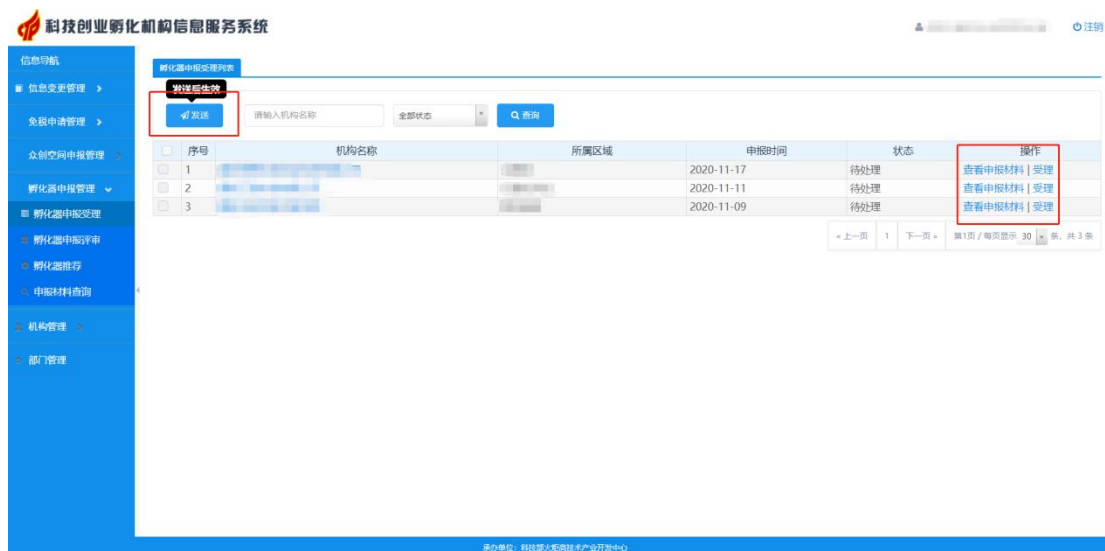 科技创业孵化机构信息服务系统
注销
信息导航
孵化器申报受理列表
信息变更管理
发送后生效
发送
请输入机构名称
全部状态
查询
免税申请管理
众创空间申报管理
序号 机构名称 所属区域 申报时间 状态 操作
1 2020-11-17 待处理 查看申报材料 | 受理
2 2020-11-11 待处理 查看申报材料 | 受理
3 2020-11-09 待处理 查看申报材料 | 受理
孵化器申报管理
孵化器申报受理
« 上一页 1 下一页 » 第1页 / 每页显示 30 条, 共 3 条
孵化器申报评审
孵化器推荐
申报材料查询
机构管理
部门管理
承办单位：科技部火炬高技术产业开发中心